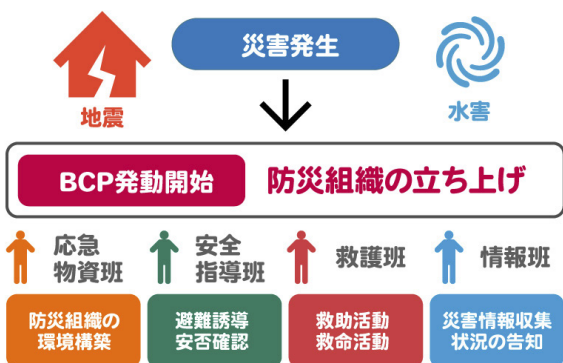 災害発生
地震
水害
BCP発動開始
防災組織の立ち上げ
応急
物資班
安全
指導班
救護班
情報班
防災組織の
環境構築
避難誘導
安否確認
救助活動
救命活動
災害情報収集
状況の告知